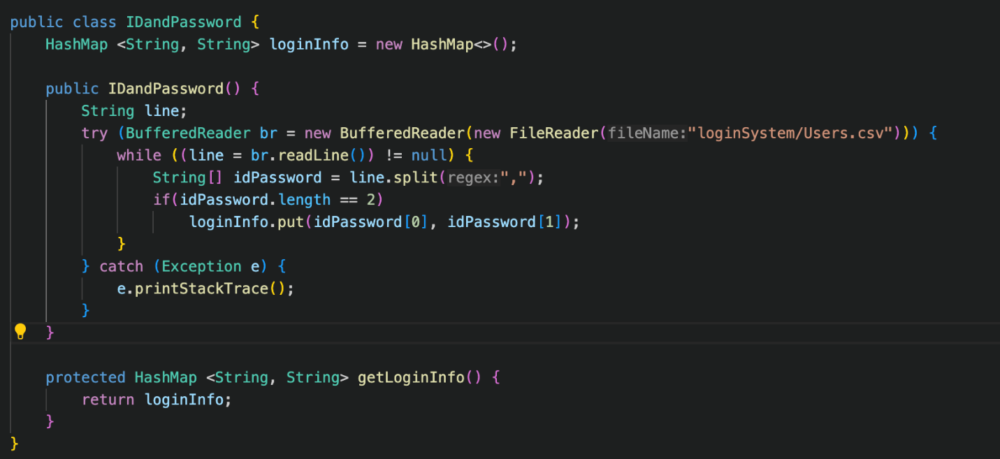 public class IDandPassword {
    HashMap <String, String> loginInfo = new HashMap<>();
    public IDandPassword() {
        String line;
        try (BufferedReader br = new BufferedReader(new FileReader(fileName:"loginSystem/Users.csv"))) {
            while ((line = br.readLine()) != null) {
                String[] idPassword = line.split(regex:",");
                if(idPassword.length == 2)
                    loginInfo.put(idPassword[0], idPassword[1]);
            }
        } catch (Exception e) {
            e.printStackTrace();
        }
    }
    protected HashMap <String, String> getLoginInfo() {
        return loginInfo;
    }
}